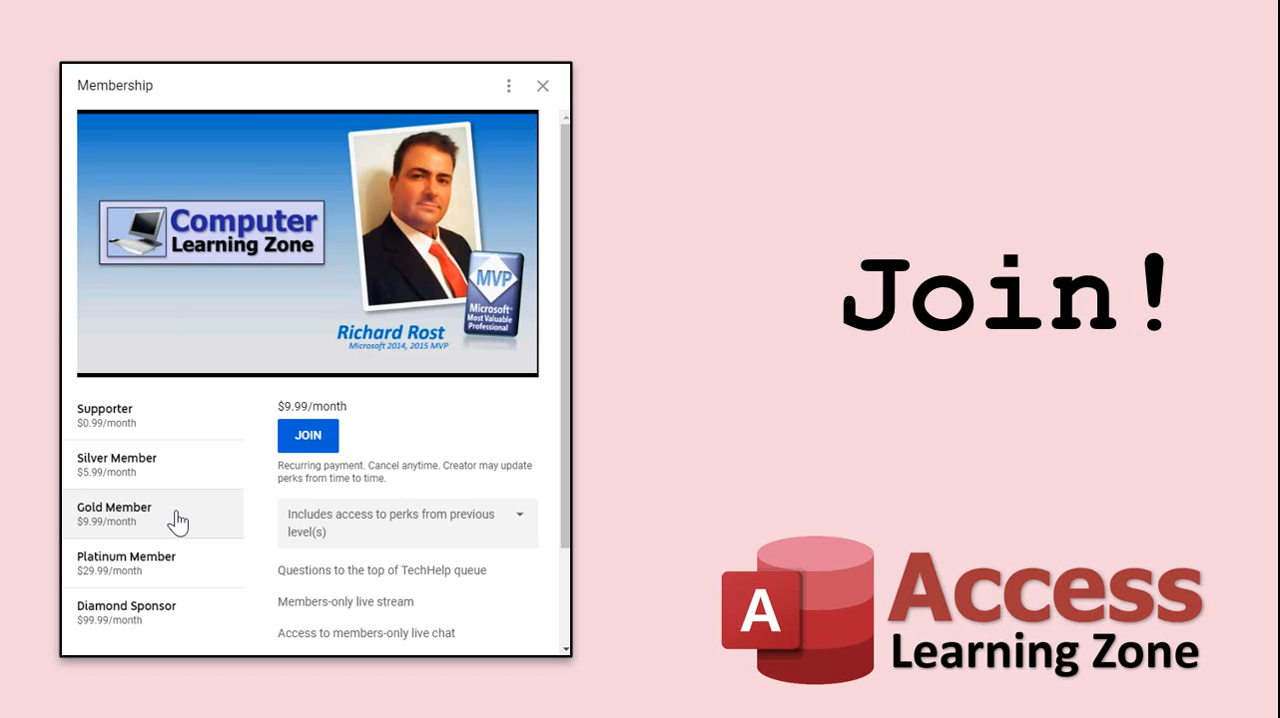 Membership
Computer
Learning Zone
MVP
Microsoft®
Most Valuable
Professional
Richard Rost
Microsoft 2014, 2015 MVP
Supporter
$0.99/month
Silver Member
$5.99/month
Gold Member
$9.99/month
Platinum Member
$29.99/month
Diamond Sponsor
$99.99/month
$9.99/month
JOIN
Recurring payment. Cancel anytime. Creator may update
perks from time to time.
Includes access to perks from previous
level(s)
Questions to the top of TechHelp queue
Members-only live stream
Access to members-only live chat
Join!
A
Access
Learning Zone